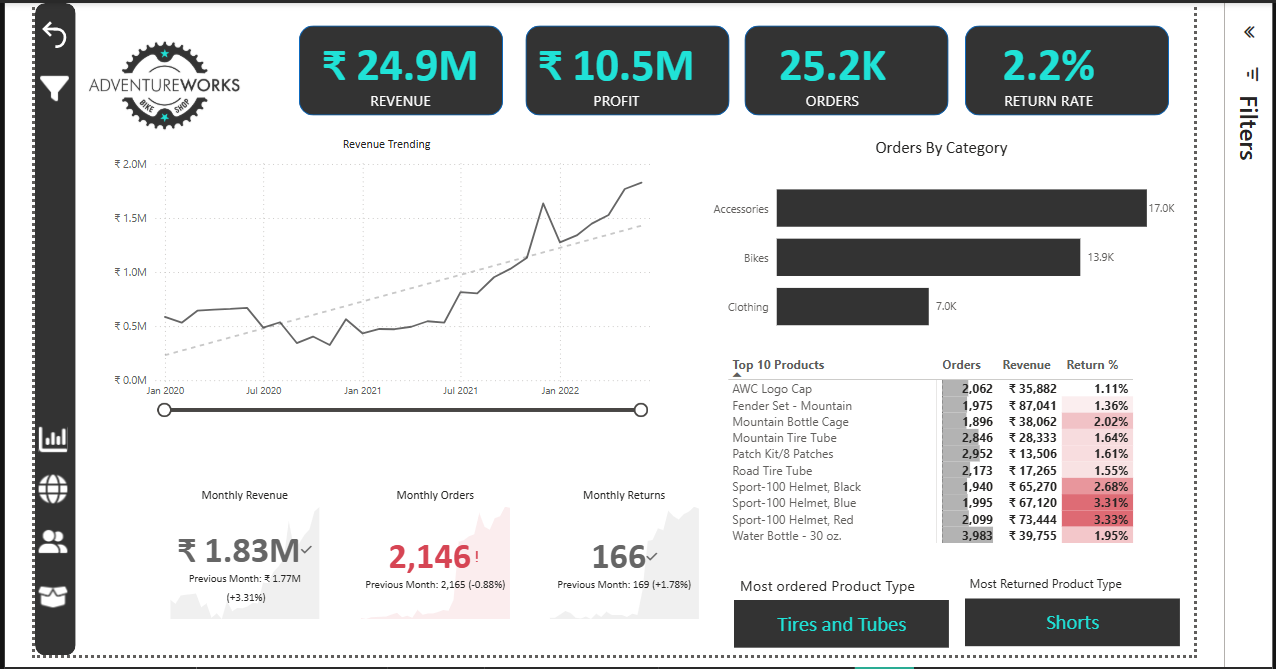 ADVENTUREWORKS
BIKE SHOP
₹ 24.9M
REVENUE
₹ 10.5M
PROFIT
25.2K
ORDERS
2.2%
RETURN RATE
Filters
Revenue Trending
₹ 2.0M
₹ 1.5M
₹ 1.0M
₹ 0.5M
₹ 0.0M
Jan 2020 Jul 2020 Jan 2021 Jul 2021 Jan 2022
Orders By Category
Accessories 17.0K
Bikes 13.9K
Clothing 7.0K
Top 10 Products Orders Revenue Return %
AWC Logo Cap 2,062 ₹ 35,882 1.11%
Fender Set - Mountain 1,975 ₹ 87,041 1.36%
Mountain Bottle Cage 1,896 ₹ 38,062 2.02%
Mountain Tire Tube 2,846 ₹ 28,333 1.64%
Patch Kit/8 Patches 2,952 ₹ 13,506 1.61%
Road Tire Tube 2,173 ₹ 17,265 1.55%
Sport-100 Helmet, Black 1,940 ₹ 65,270 2.68%
Sport-100 Helmet, Blue 1,995 ₹ 67,120 3.31%
Sport-100 Helmet, Red 2,099 ₹ 73,444 3.33%
Water Bottle - 30 oz. 3,983 ₹ 39,755 1.95%
Monthly Revenue
₹ 1.83M
Previous Month: ₹ 1.77M
(+3.31%)
Monthly Orders
2,146!
Previous Month: 2,165 (-0.88%)
Monthly Returns
166
Previous Month: 169 (+1.78%)
Most ordered Product Type
Tires and Tubes
Most Returned Product Type
Shorts